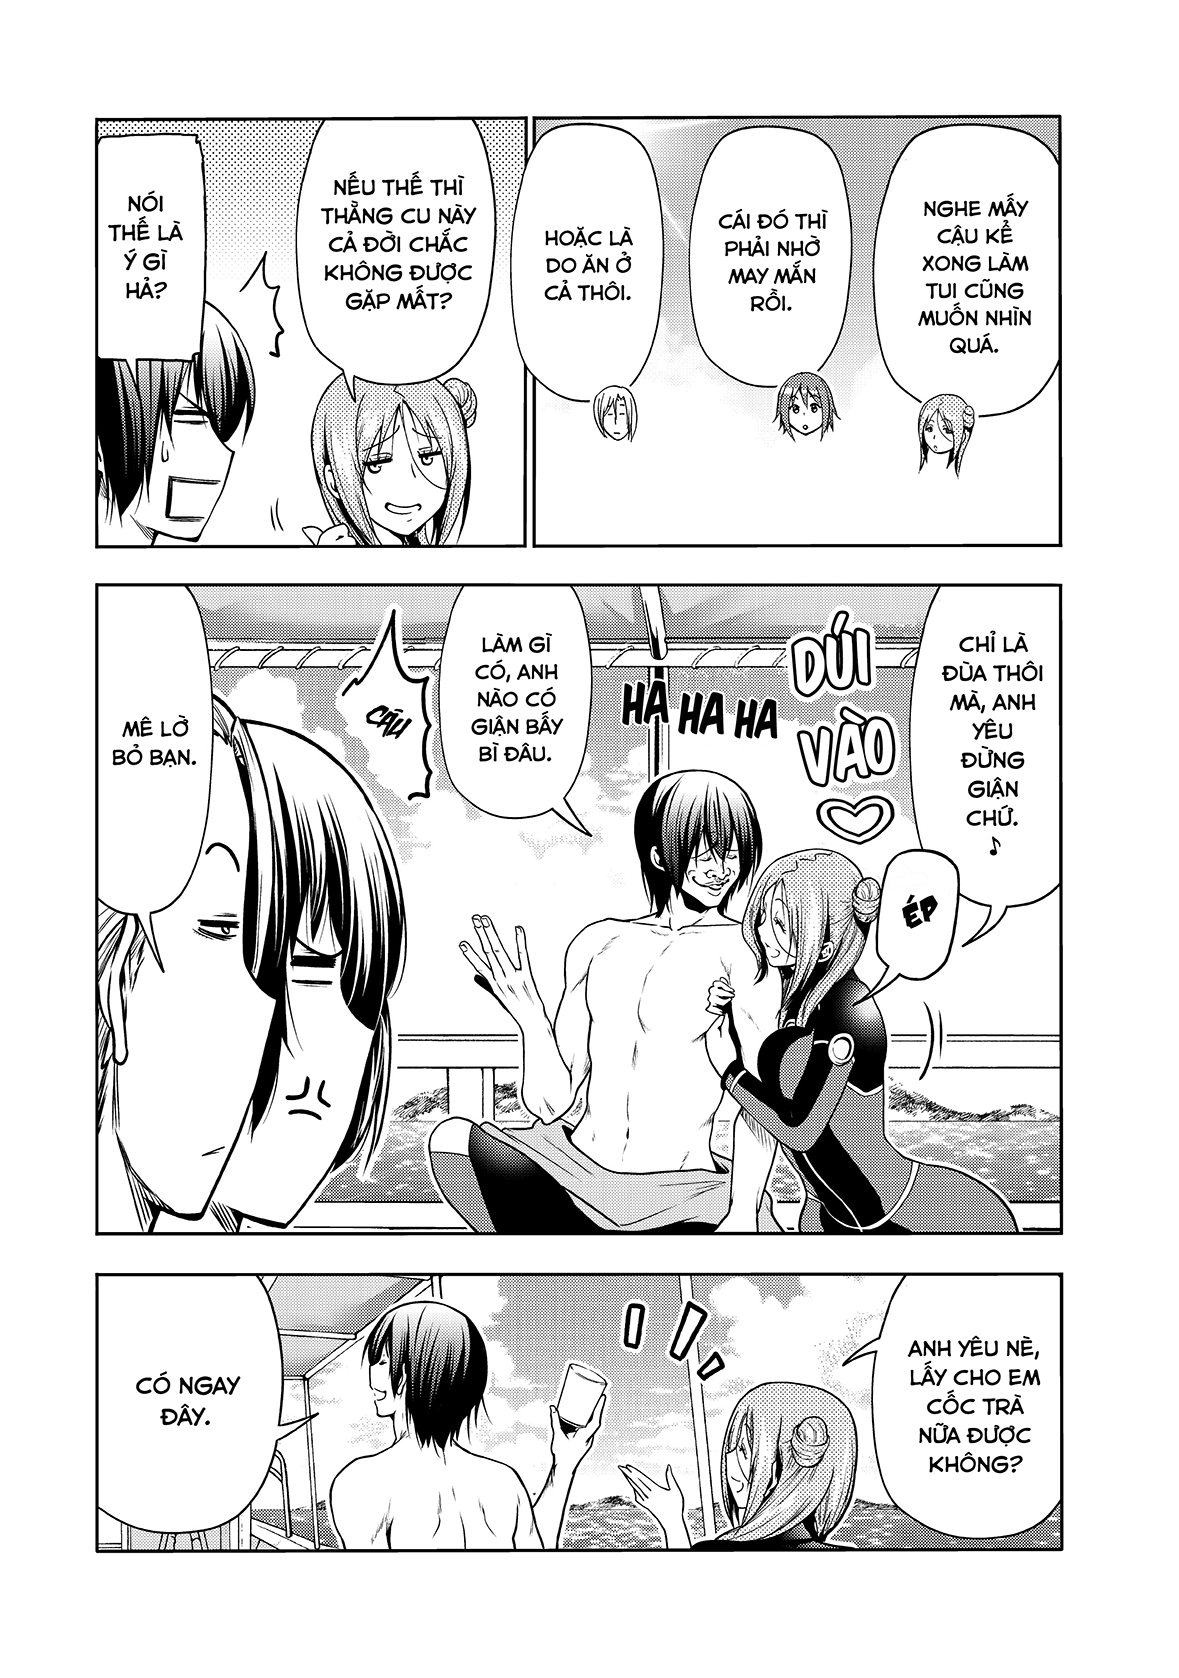 NGHE MẤY
CẬU KỂ
XONG LÀM
TUI CŨNG
MUỐN NHÌN
QUÁ.
CÁI ĐÓ THÌ
PHẢI NHỜ
MAY MẮN
RỒI.
HOẶC LÀ
DO ĂN Ở
CẢ THÔI.
NẾU THẾ THÌ
THẰNG CU NÀY
CẢ ĐỜI CHẮC
KHÔNG ĐƯỢC
GẶP MẤT?
NÓI
THẾ LÀ
Ý GÌ
HẢ?
CHỈ LÀ
ĐÙA THÔI
MÀ, ANH
YÊU
ĐỪNG
GIẬN
CHỨ.
♪
ÉP
DÚI
VÀO
HA HA HA
LÀM GÌ
CÓ, ANH
NÀO CÓ
GIẬN BẤY
BÌ ĐÂU.
CÀU
MÊ LỜ
BỎ BẠN.
ANH YÊU NÈ,
LẤY CHO EM
CỐC TRÀ
NỮA ĐƯỢC
KHÔNG?
CÓ NGAY
ĐÂY.